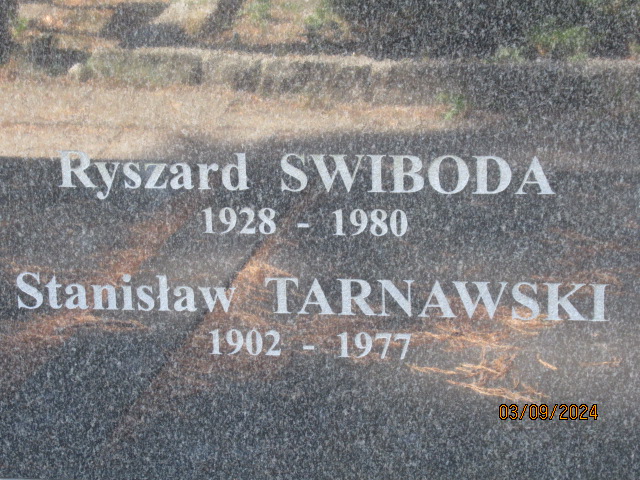 Ryszard SWIBODA
1928 - 1980
Stanisław TARNAWSKI
1902 - 1977
03/09/2024